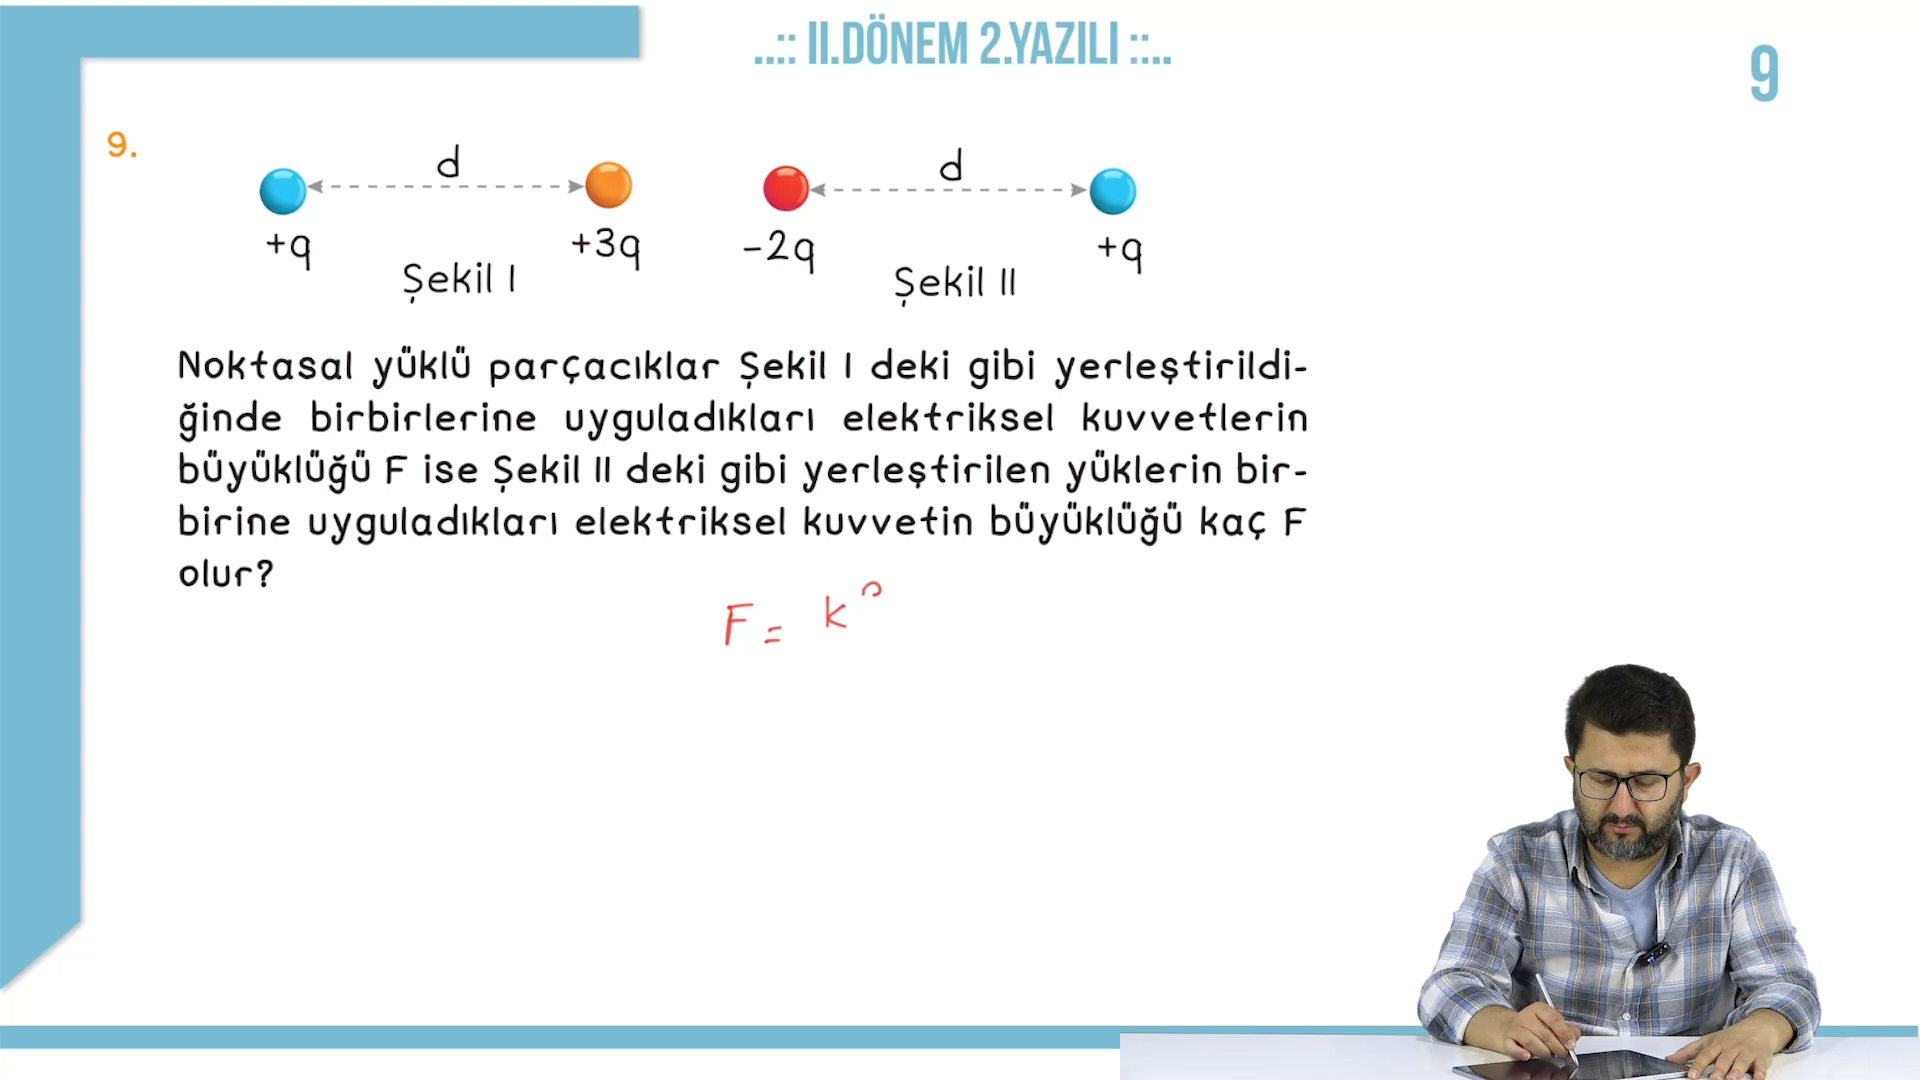 ..:: II.DÖNEM 2.YAZILI ::..
9
9.
d
d
+q
+3q
-2q
+q
Şekil I
Şekil II
Noktasal yüklü parçacıklar Şekil I deki gibi yerleştirildi-
ğinde birbirlerine uyguladıkları elektriksel kuvvetlerin
büyüklüğü F ise Şekil II deki gibi yerleştirilen yüklerin bir-
birine uyguladıkları elektriksel kuvvetin büyüklüğü kaç F
olur?
F = k